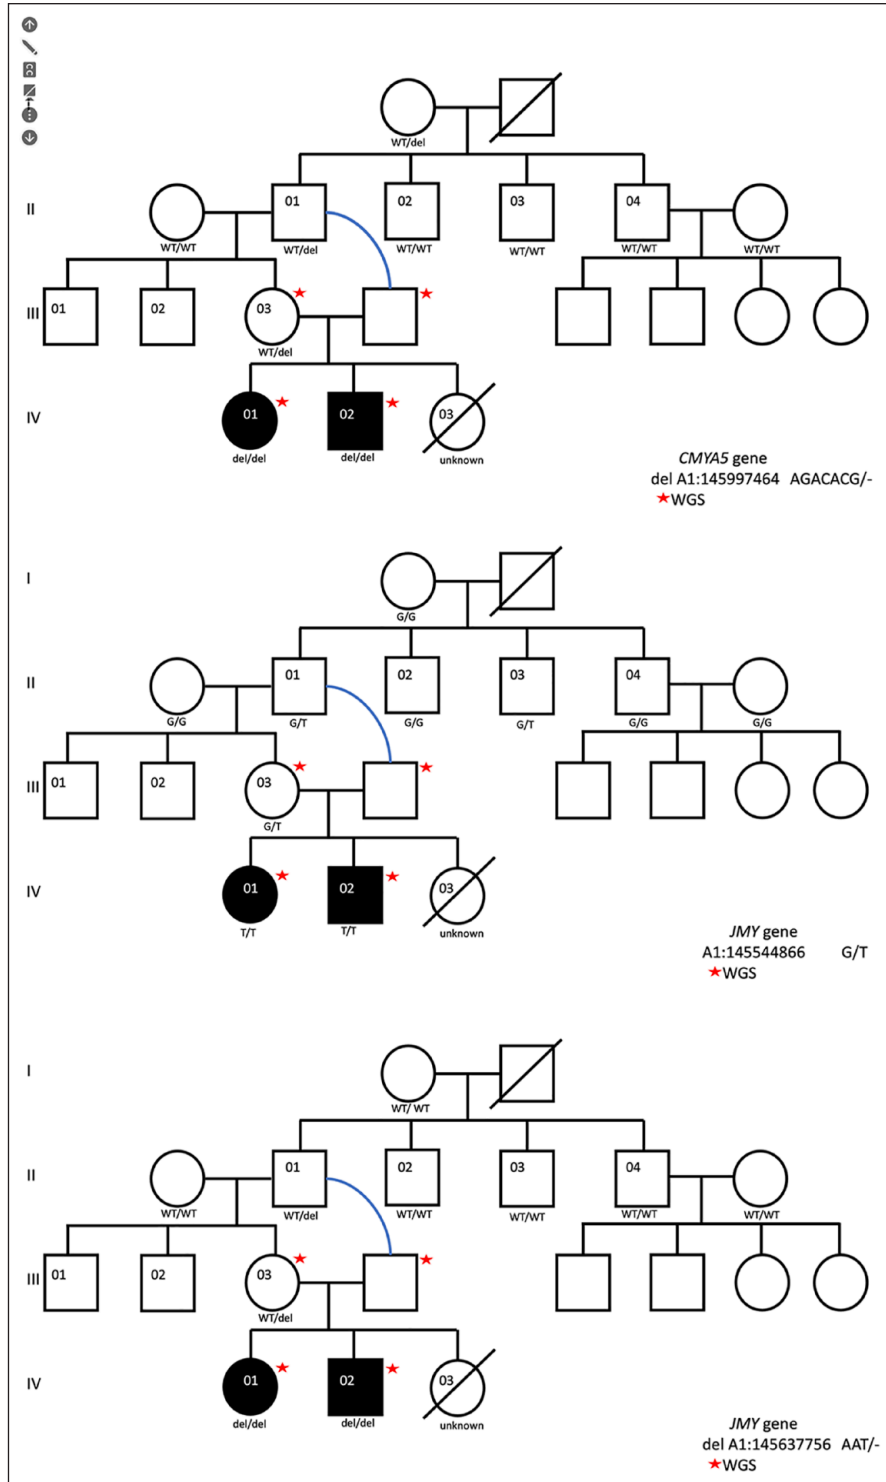 WT/del
II
01
02
03
04
WT/WT
WT/del
WT/WT
WT/WT
WT/WT
WT/WT
III
01
02
03
WT/del
IV
01
02
03
del/del
del/del
unknown
CMYA5 gene
del A1:145997464 AGACACG/-
WGS
I
G/G
II
01
02
03
04
G/G
G/T
G/G
G/T
G/G
G/G
III
01
02
03
G/T
IV
01
02
03
T/T
T/T
unknown
JMY gene
A1:145544866 G/T
WGS
I
WT/ WT
II
01
02
03
04
WT/WT
WT/del
WT/WT
WT/WT
WT/WT
WT/WT
III
01
02
03
WT/del
IV
01
02
03
del/del
del/del
unknown
JMY gene
del A1:145637756 AAT/-
WGS